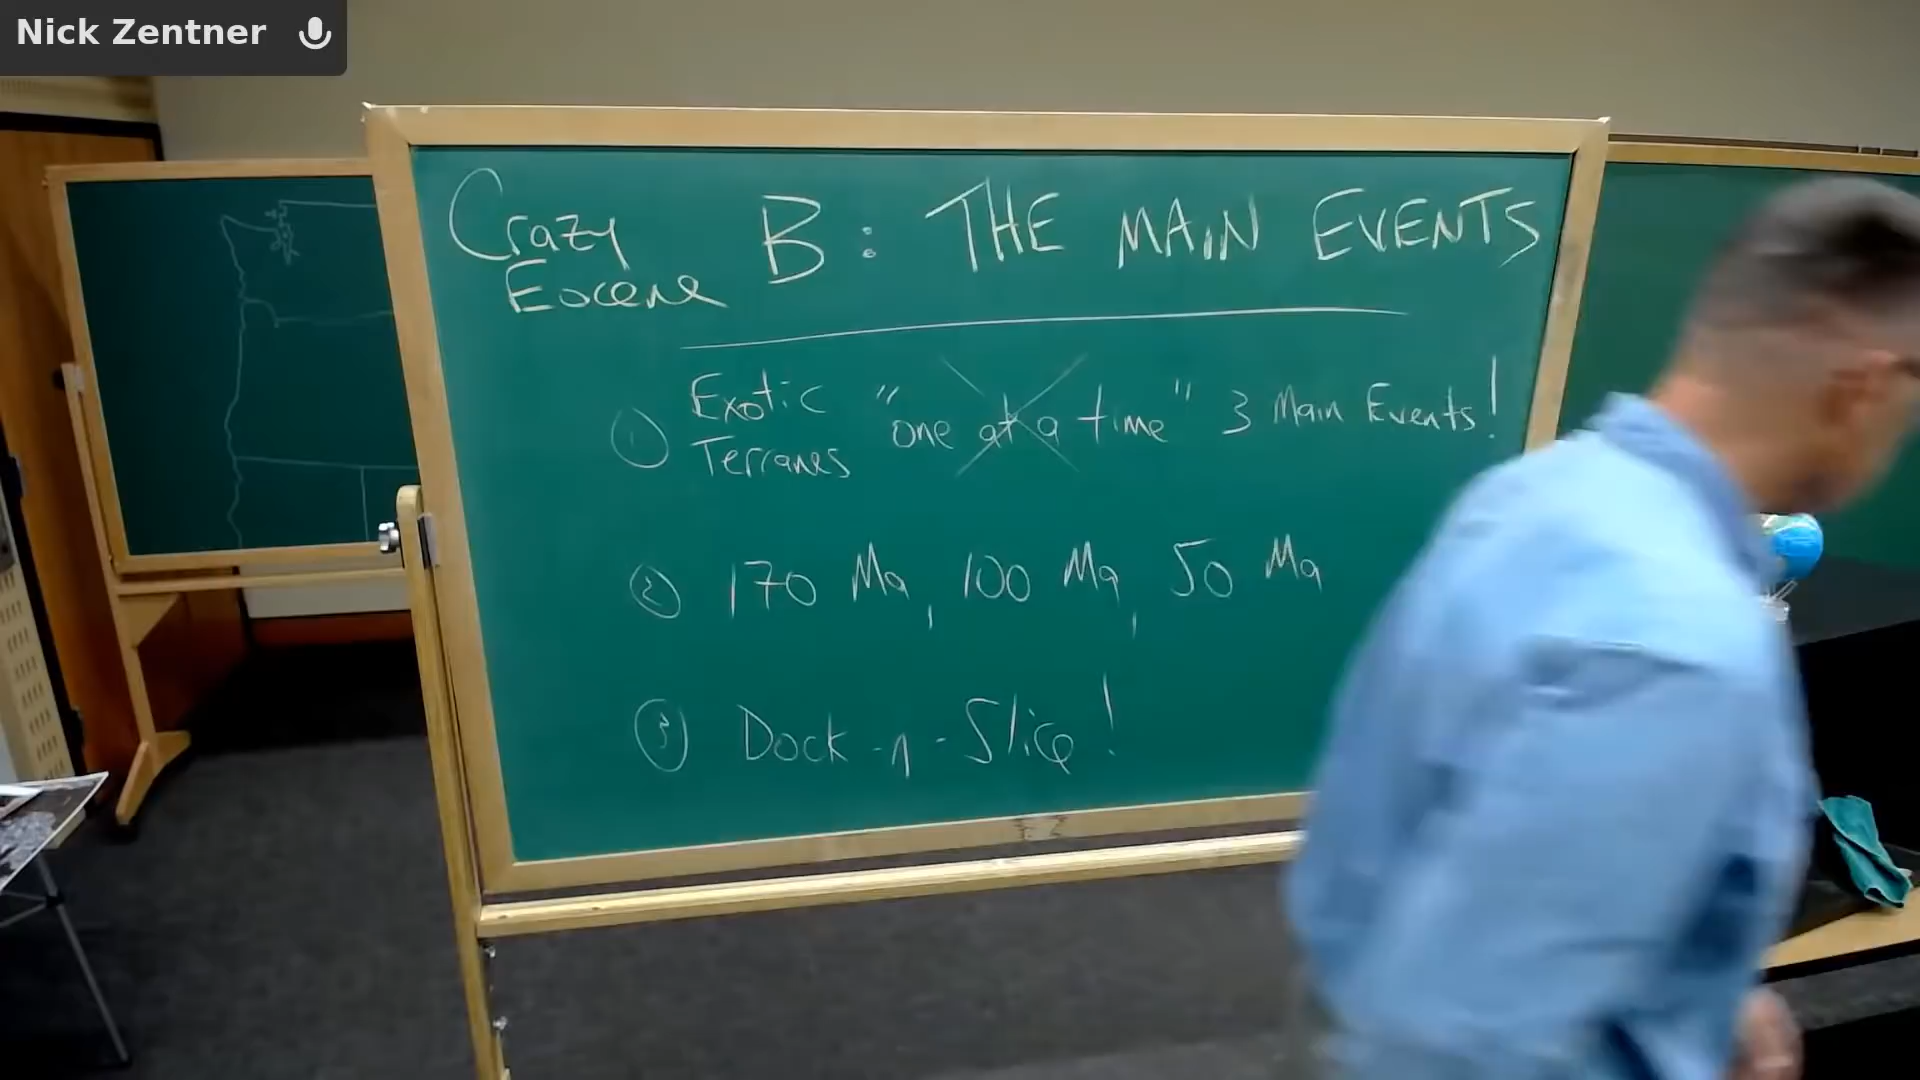 Nick Zentner
Crazy Eocene B: THE MAIN EVENTS
① Exotic Terranes "one at a time" 3 Main Events!
② 170 Ma, 100 Ma, 50 Ma
③ Dock-n-Slice!